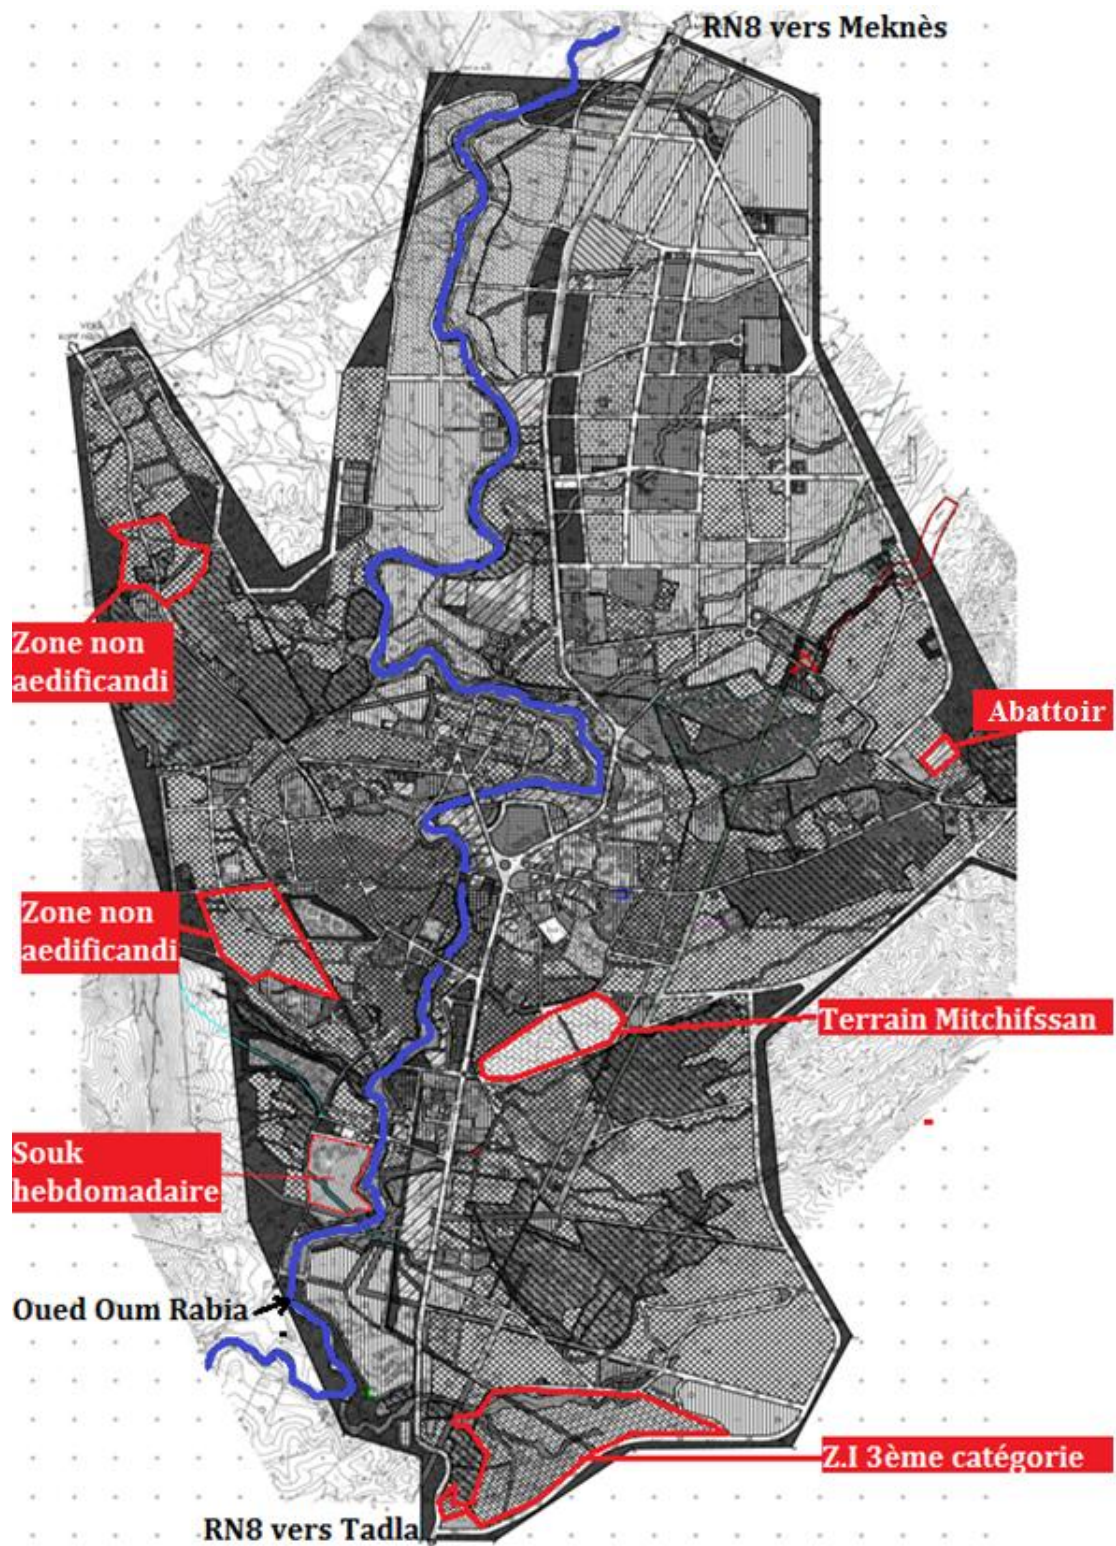 RN8 vers Meknès
Zone non
aedificandi
Abattoir
Zone non
aedificandi
Terrain Mitchifssan
Souk
hebdomadaire
Oued Oum Rabia
Z.I 3ème catégorie
RN8 vers Tadla